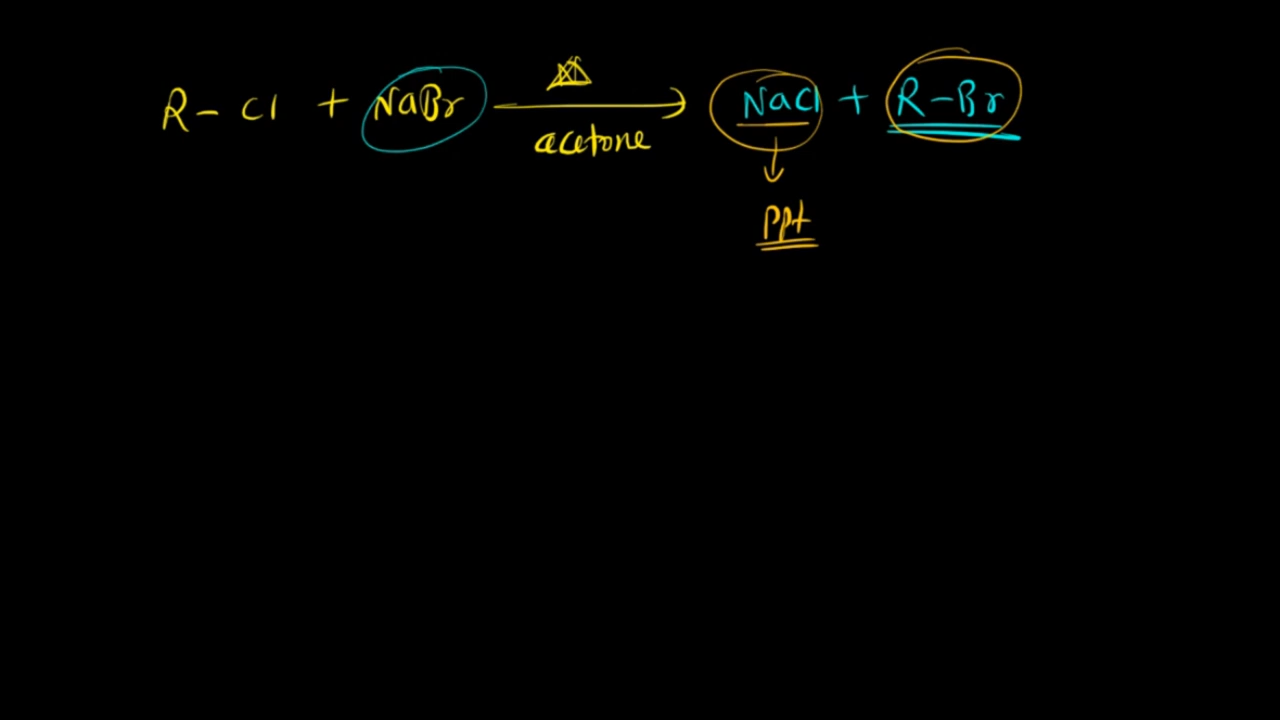 R - Cl + NaBr ⟶ NaCl + R-Br
acetone
ppt